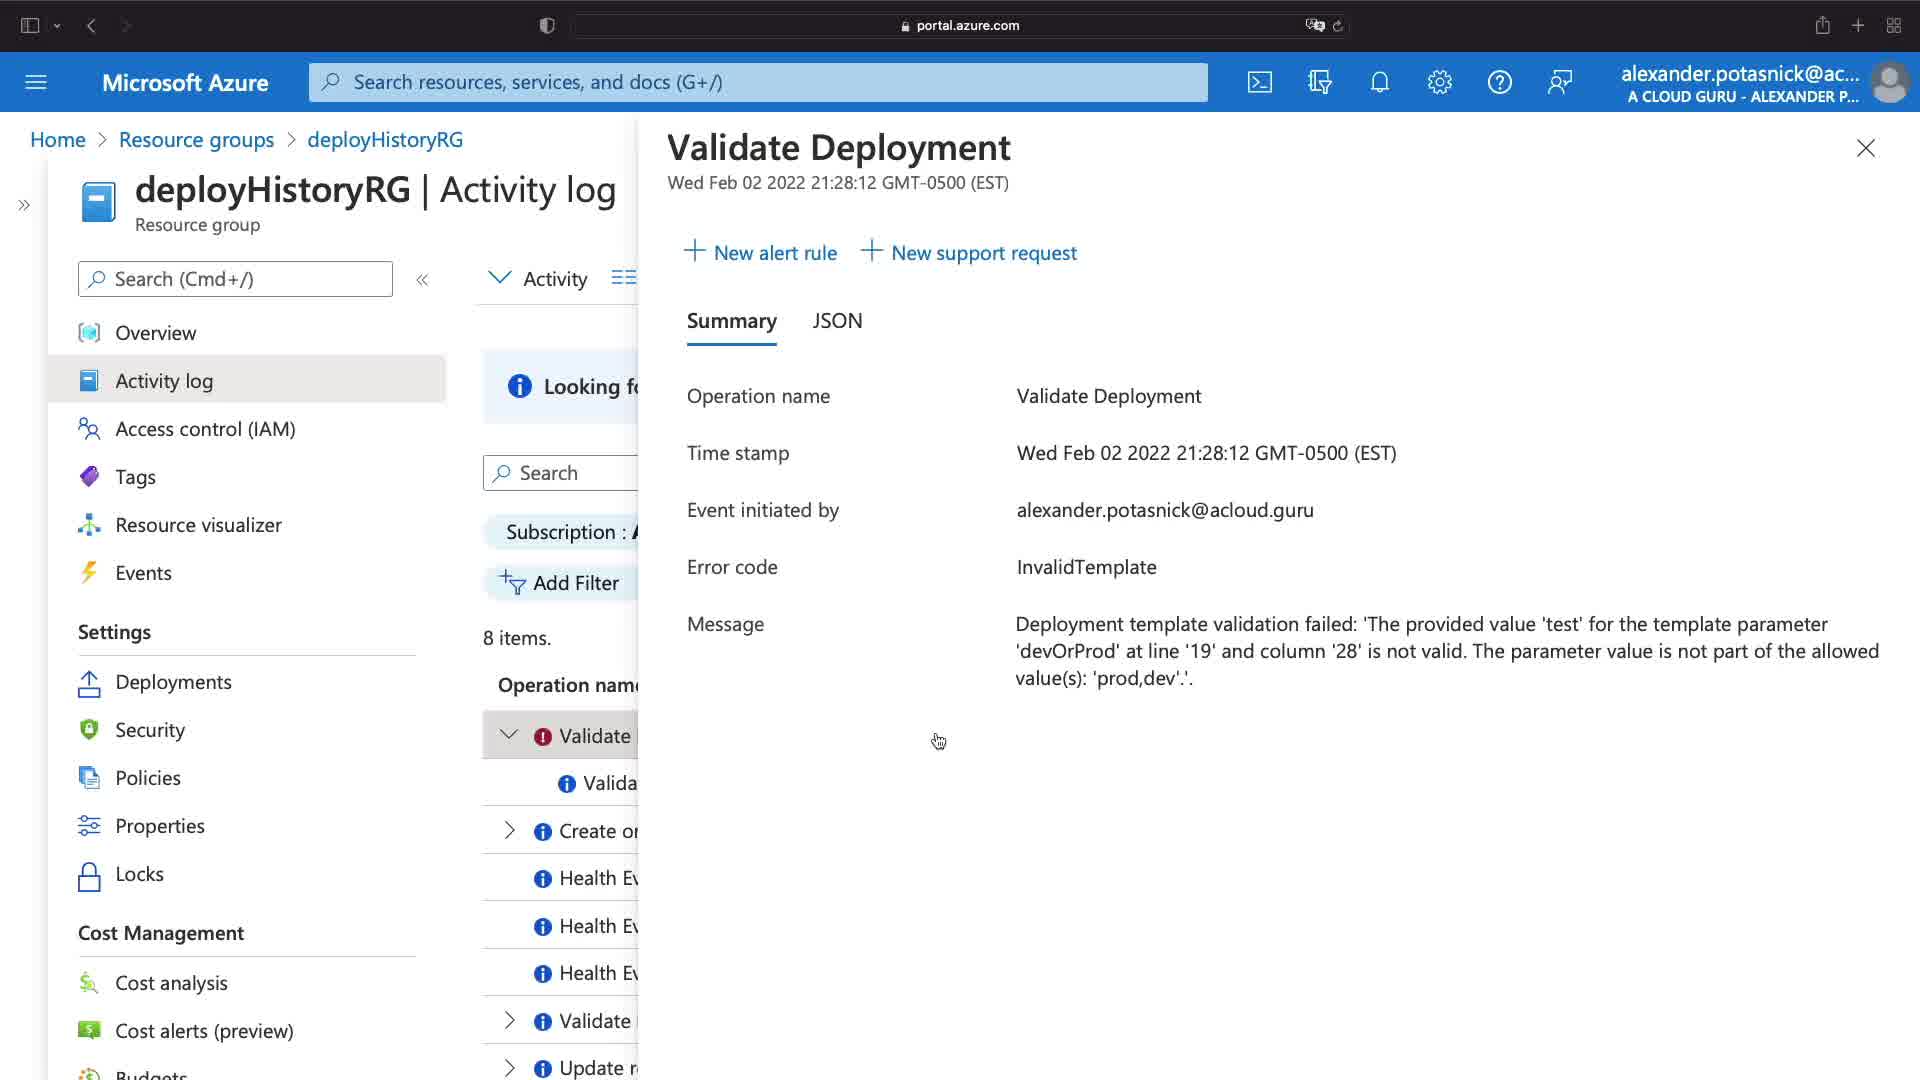 portal.azure.com
Microsoft Azure
Search resources, services, and docs (G+/)
alexander.potasnick@ac...
A CLOUD GURU - ALEXANDER P...
Home > Resource groups > deployHistoryRG
deployHistoryRG | Activity log
Resource group
Search (Cmd+/)
«
»
Overview
Activity log
Access control (IAM)
Tags
Resource visualizer
Events
Settings
Deployments
Security
Policies
Properties
Locks
Cost Management
Cost analysis
Cost alerts (preview)
Budgets
Activity
Looking
Search
Subscription :
Add Filter
8 items.
Operation name
Validate
Valida
Create or
Health Ev
Health Ev
Health Ev
Validate
Update r
Validate Deployment
Wed Feb 02 2022 21:28:12 GMT-0500 (EST)
New alert rule
New support request
Summary
JSON
Operation name Validate Deployment
Time stamp Wed Feb 02 2022 21:28:12 GMT-0500 (EST)
Event initiated by alexander.potasnick@acloud.guru
Error code InvalidTemplate
Message Deployment template validation failed: 'The provided value 'test' for the template parameter
'devOrProd' at line '19' and column '28' is not valid. The parameter value is not part of the allowed
value(s): 'prod,dev'.'.